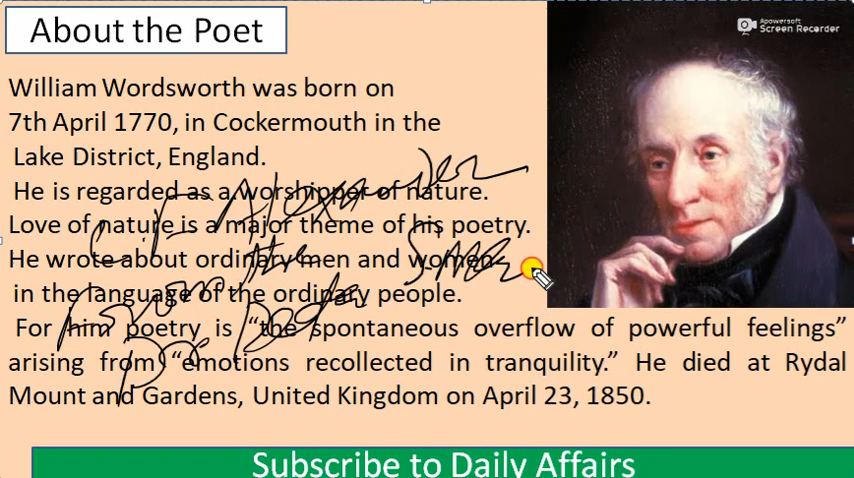 About the Poet
Apowersoft
Screen Recorder
William Wordsworth was born on
7th April 1770, in Cockermouth in the
Lake District, England.
He is regarded as a worshipper of nature.
Love of nature is a major theme of his poetry.
He wrote about ordinary men and women
in the language of the ordinary people.
For him poetry is “the spontaneous overflow of powerful feelings”
arising from “emotions recollected in tranquility.” He died at Rydal
Mount and Gardens, United Kingdom on April 23, 1850.
C. F. Alexander
the
Subscribe to Daily Affairs